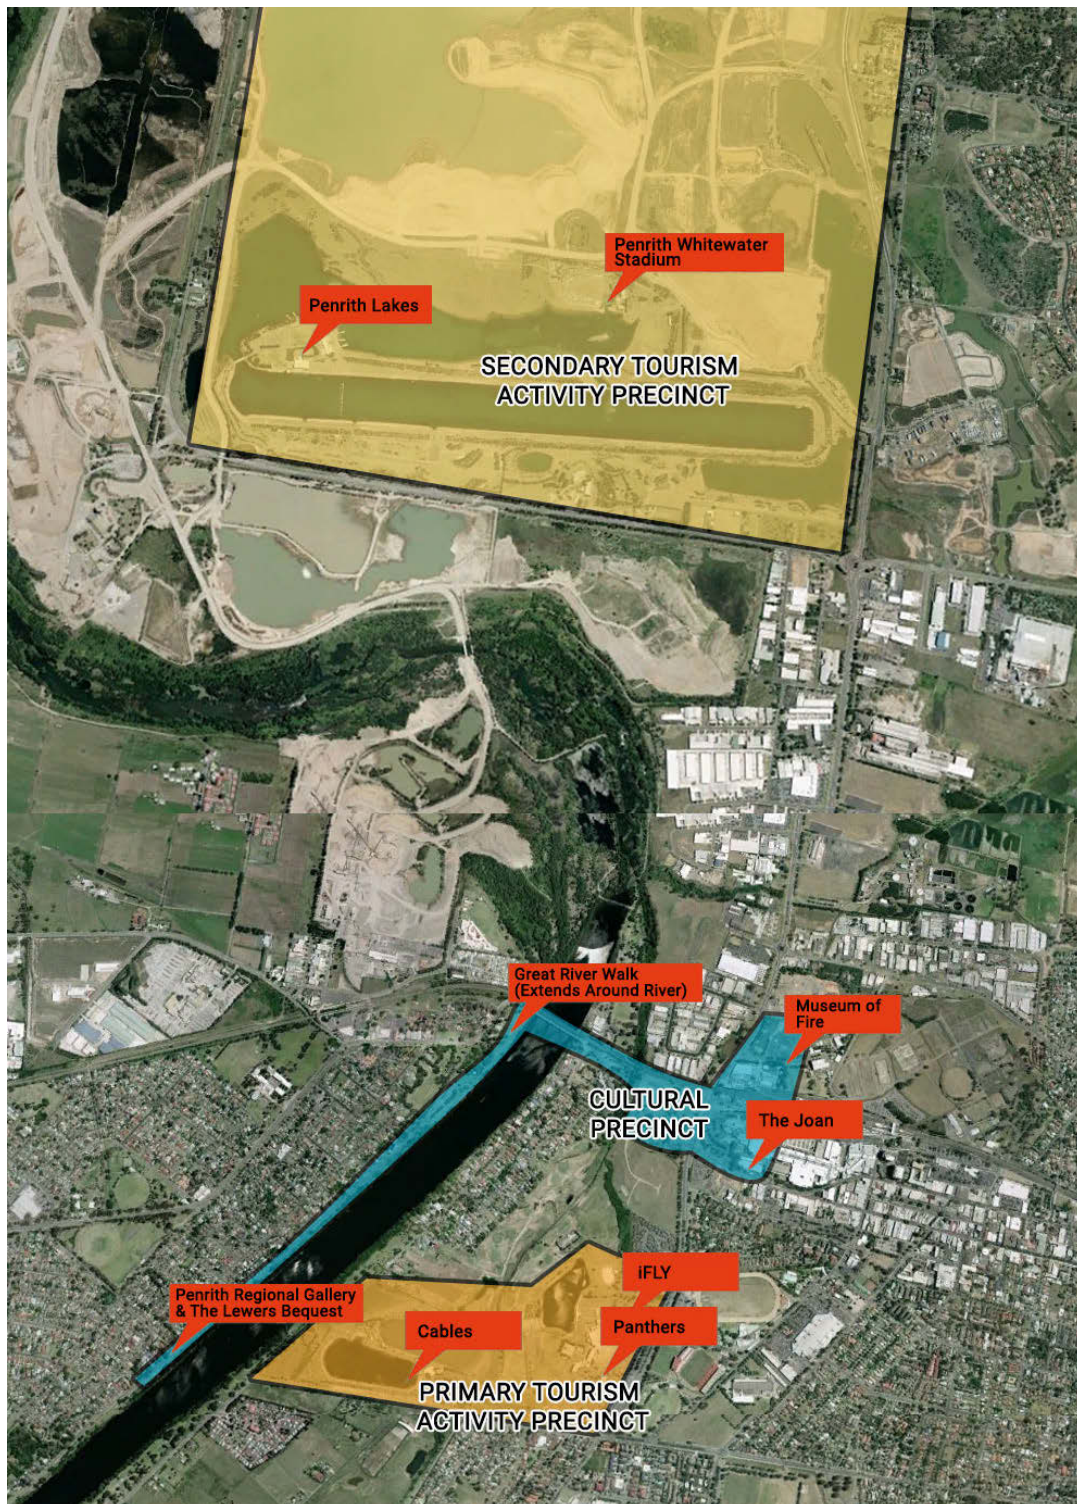 Penrith Whitewater
Stadium
Penrith Lakes
SECONDARY TOURISM
ACTIVITY PRECINCT
Great River Walk
(Extends Around River)
Museum of
Fire
CULTURAL
PRECINCT
The Joan
iFLY
Penrith Regional Gallery
& The Lewers Bequest
Cables
Panthers
PRIMARY TOURISM
ACTIVITY PRECINCT